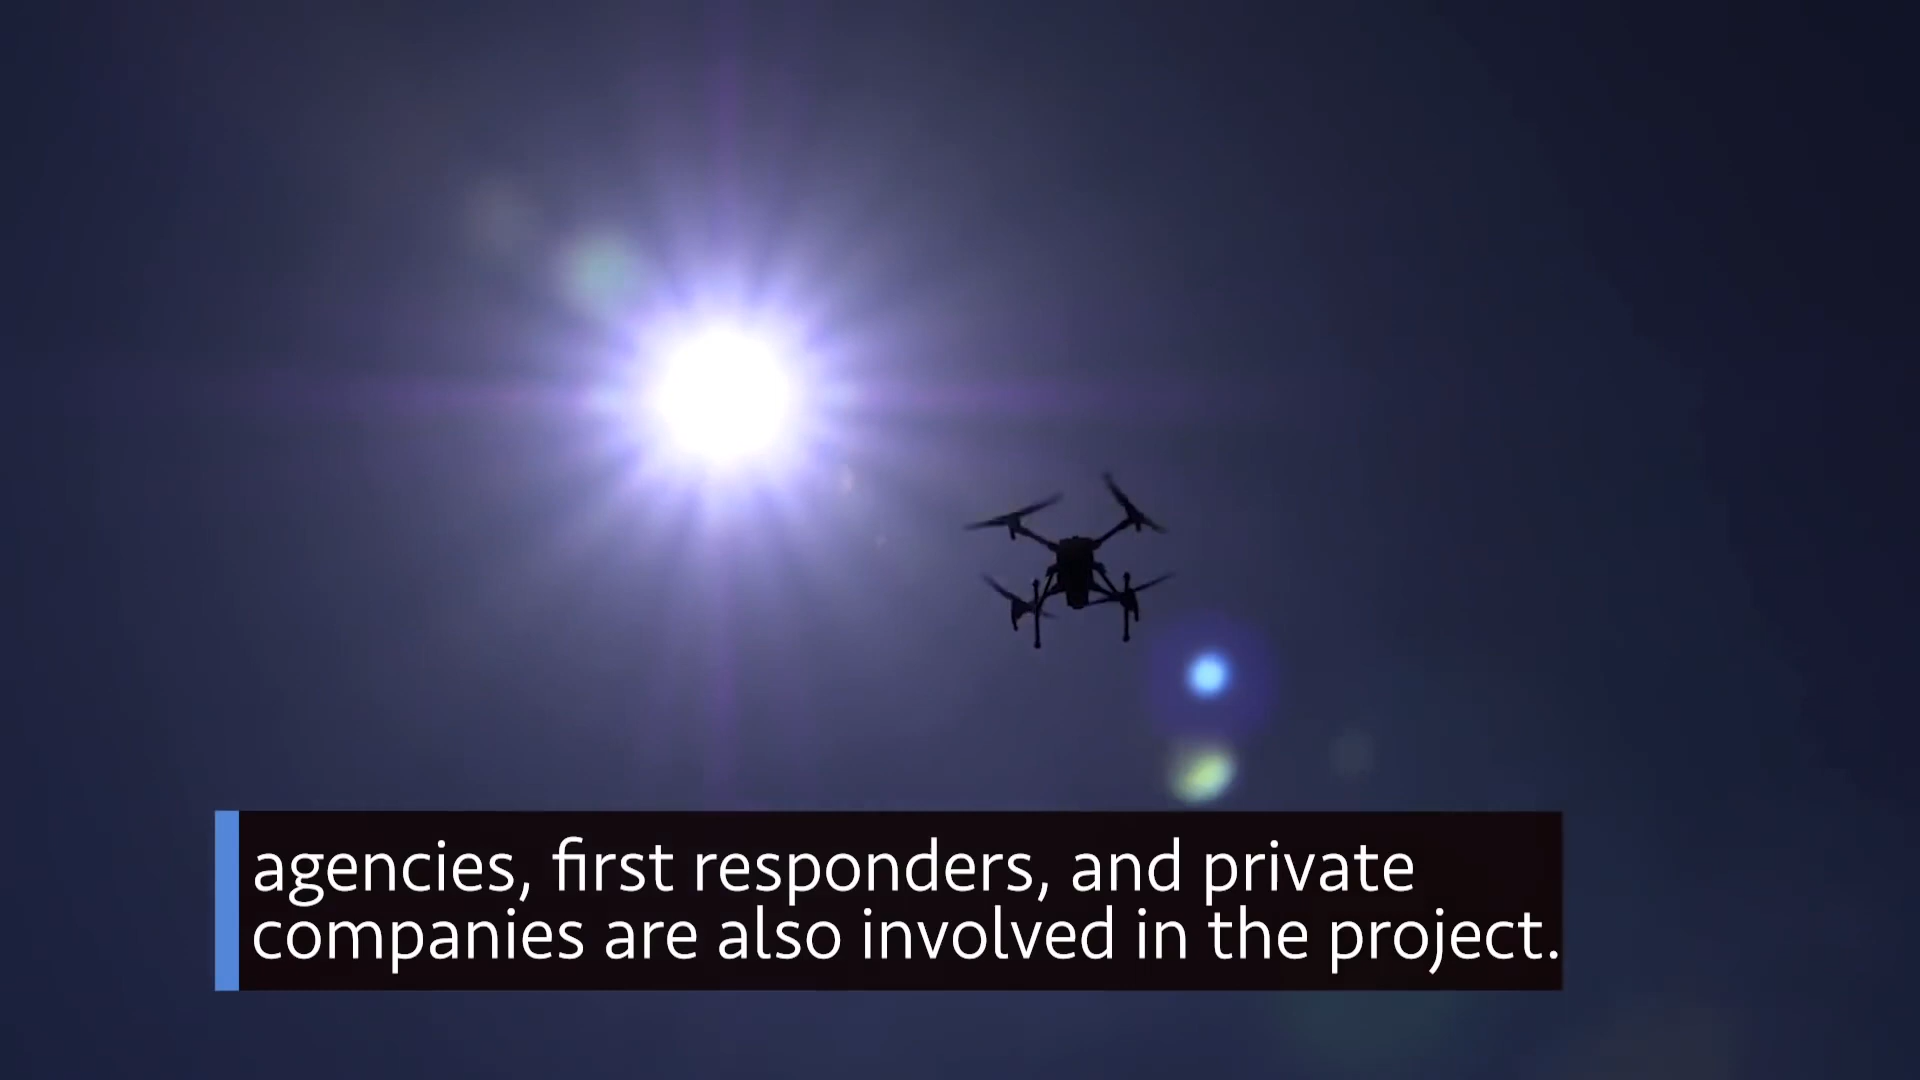 agencies, first responders, and private
companies are also involved in the project.